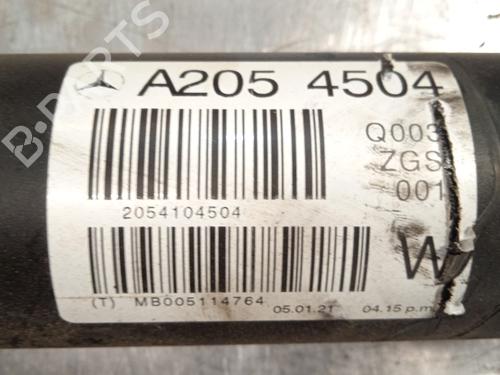 A205 4504
Q003
ZGS
001
2054104504
W
(T) MB005114764
05.01.21 04.15 p.m
B-PARTS